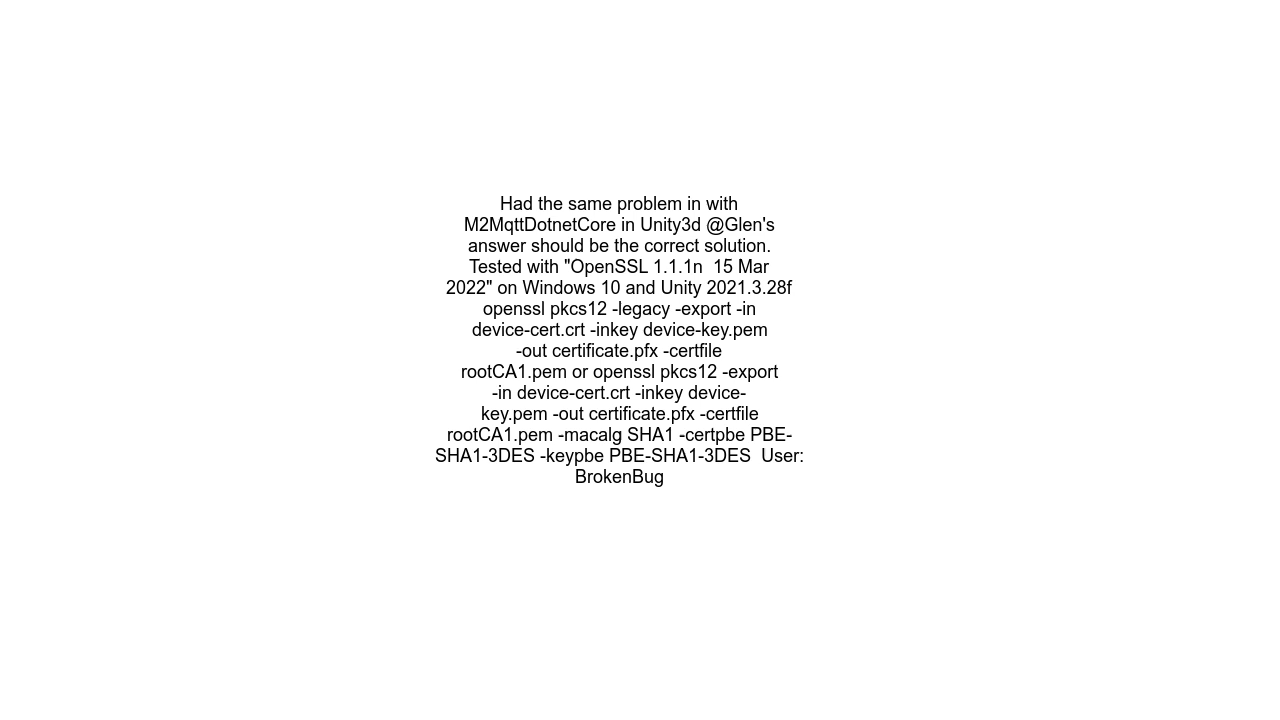 Had the same problem in with
M2MqttDotnetCore in Unity3d @Glen's
answer should be the correct solution.
Tested with "OpenSSL 1.1.1n  15 Mar
2022" on Windows 10 and Unity 2021.3.28f
openssl pkcs12 -legacy -export -in
device-cert.crt -inkey device-key.pem
-out certificate.pfx -certfile
rootCA1.pem or openssl pkcs12 -export
-in device-cert.crt -inkey device-
key.pem -out certificate.pfx -certfile
rootCA1.pem -macalg SHA1 -certpbe PBE-
SHA1-3DES -keypbe PBE-SHA1-3DES  User:
BrokenBug